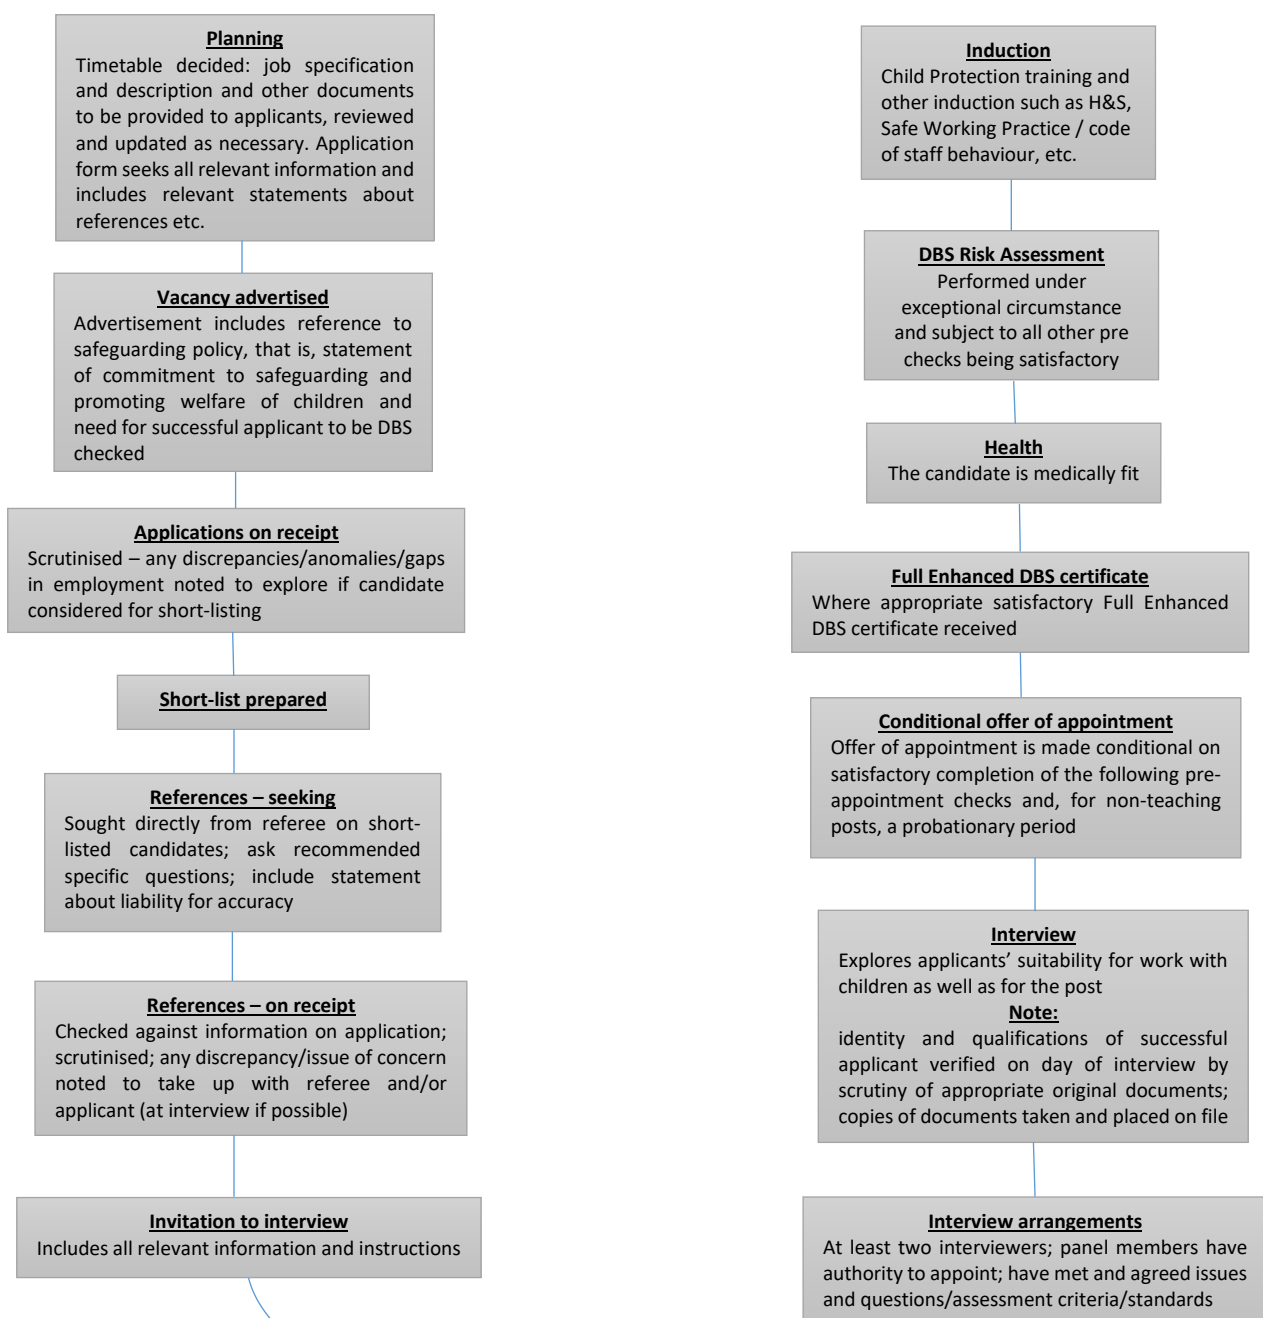 Planning
Timetable decided: job specification
and description and other documents
to be provided to applicants, reviewed
and updated as necessary. Application
form seeks all relevant information and
includes relevant statements about
references etc.
Vacancy advertised
Advertisement includes reference to
safeguarding policy, that is, statement
of commitment to safeguarding and
promoting welfare of children and
need for successful applicant to be DBS
checked
Applications on receipt
Scrutinised – any discrepancies/anomalies/gaps
in employment noted to explore if candidate
considered for short-listing
Short-list prepared
References – seeking
Sought directly from referee on short-
listed candidates; ask recommended
specific questions; include statement
about liability for accuracy
References – on receipt
Checked against information on application;
scrutinised; any discrepancy/issue of concern
noted to take up with referee and/or
applicant (at interview if possible)
Invitation to interview
Includes all relevant information and instructions
Induction
Child Protection training and
other induction such as H&S,
Safe Working Practice / code
of staff behaviour, etc.
DBS Risk Assessment
Performed under
exceptional circumstance
and subject to all other pre
checks being satisfactory
Health
The candidate is medically fit
Full Enhanced DBS certificate
Where appropriate satisfactory Full Enhanced
DBS certificate received
Conditional offer of appointment
Offer of appointment is made conditional on
satisfactory completion of the following pre-
appointment checks and, for non-teaching
posts, a probationary period
Interview
Explores applicants’ suitability for work with
children as well as for the post
Note:
identity and qualifications of successful
applicant verified on day of interview by
scrutiny of appropriate original documents;
copies of documents taken and placed on file
Interview arrangements
At least two interviewers; panel members have
authority to appoint; have met and agreed issues
and questions/assessment criteria/standards